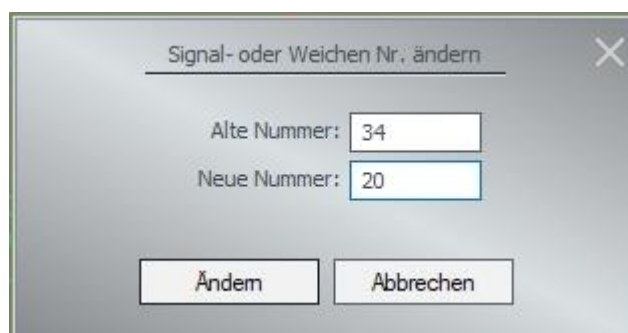 Signal- oder Weichen Nr. ändern
Alte Nummer: 34
Neue Nummer: 20
Ändern Abbrechen